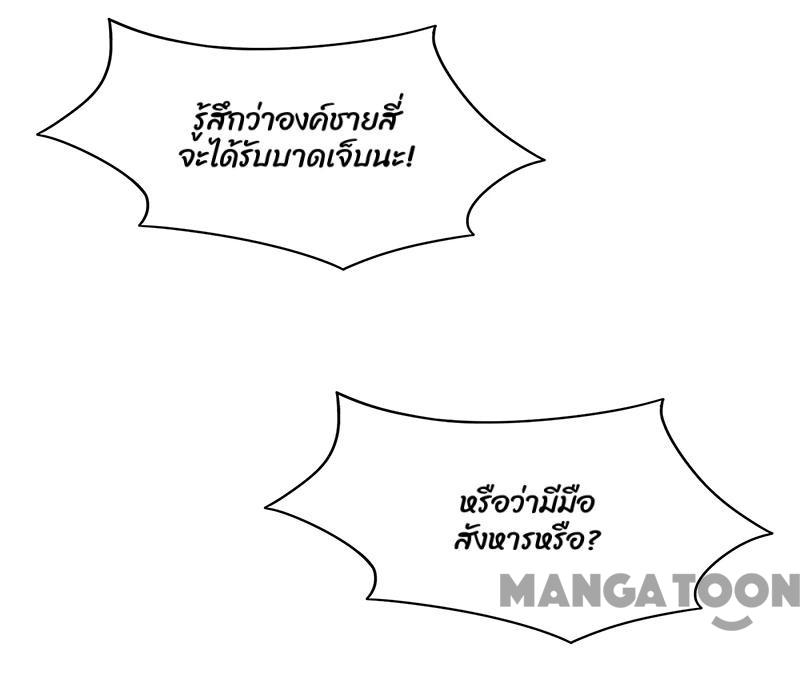 รู้สึกว่าองค์ชายสี่
จะได้รับบาดเจ็บนะ!
หรือว่ามีมือ
สังหารหรือ?
MANGATOON